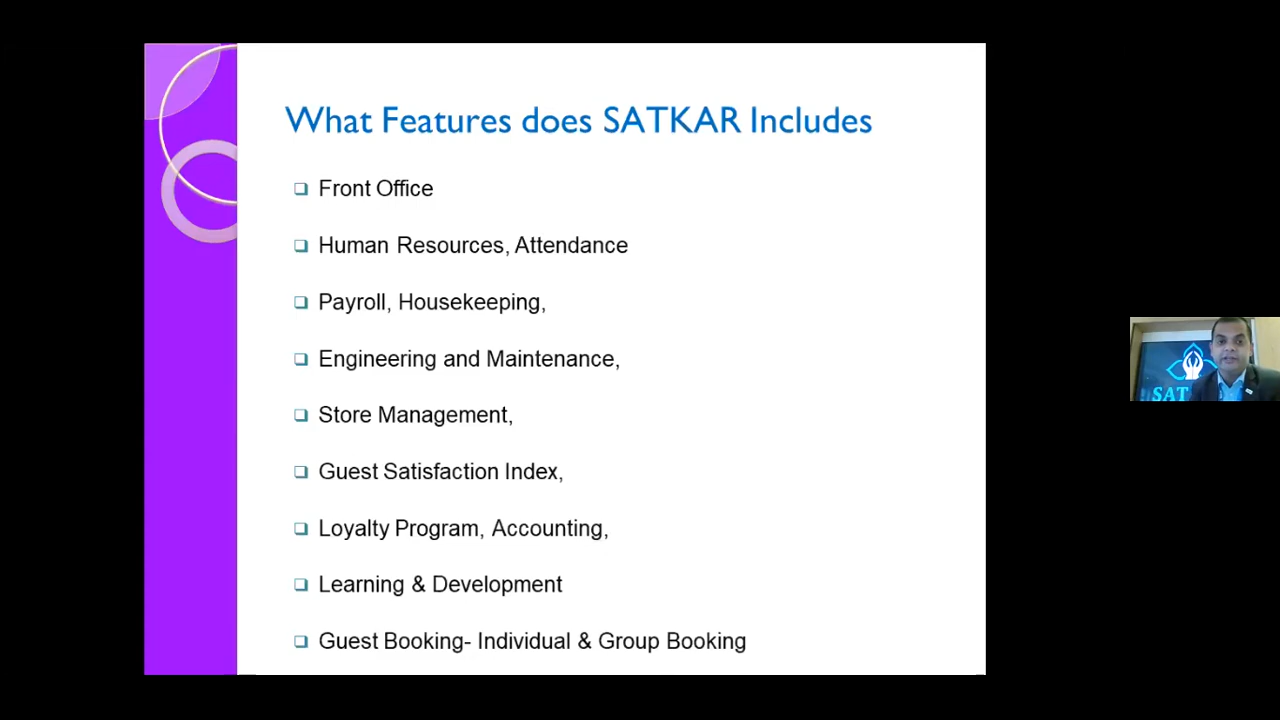 What Features does SATKAR Includes
Front Office
Human Resources, Attendance
Payroll, Housekeeping,
Engineering and Maintenance,
Store Management,
Guest Satisfaction Index,
Loyalty Program, Accounting,
Learning & Development
Guest Booking- Individual & Group Booking
SAT